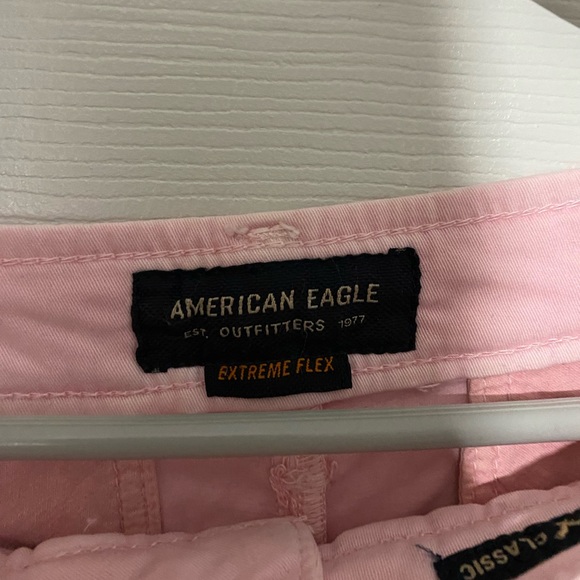 AMERICAN EAGLE
EST. OUTFITTERS 1977
EXTREME FLEX
CLASSIC